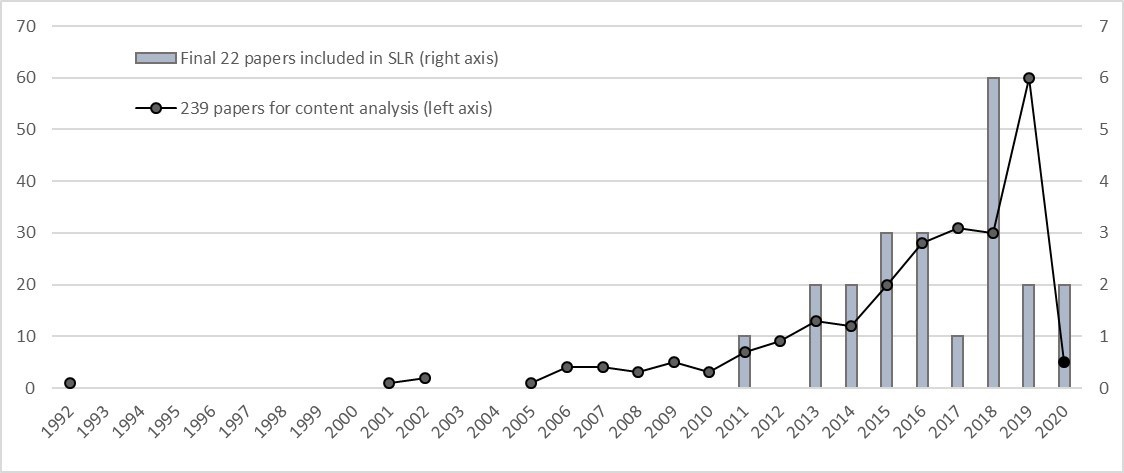 70 7
60 6
50 5
40 4
30 3
20 2
10 1
0 0
Final 22 papers included in SLR (right axis)
239 papers for content analysis (left axis)
1992 1993 1994 1995 1996 1997 1998 1999 2000 2001 2002 2003 2004 2005 2006 2007 2008 2009 2010 2011 2012 2013 2014 2015 2016 2017 2018 2019 2020